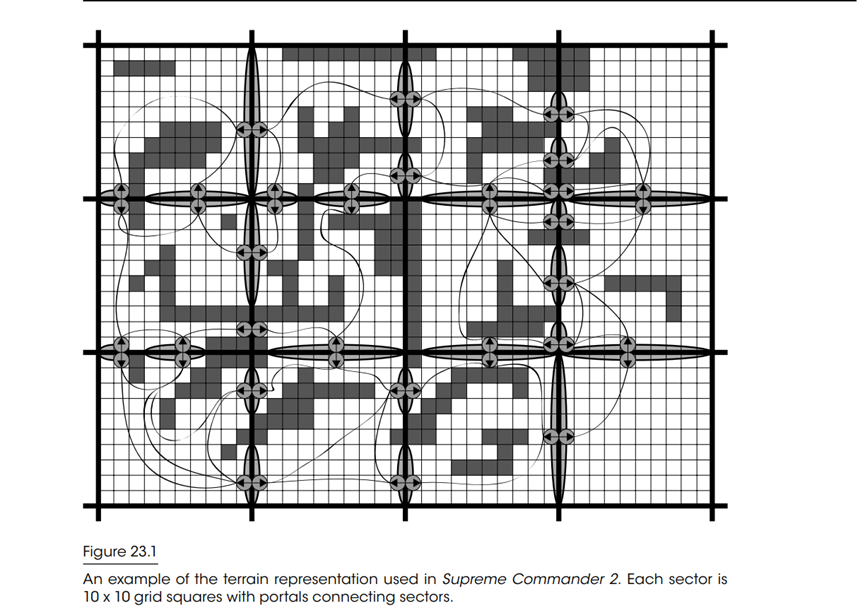 Figure 23.1
An example of the terrain representation used in Supreme Commander 2. Each sector is
10 x 10 grid squares with portals connecting sectors.